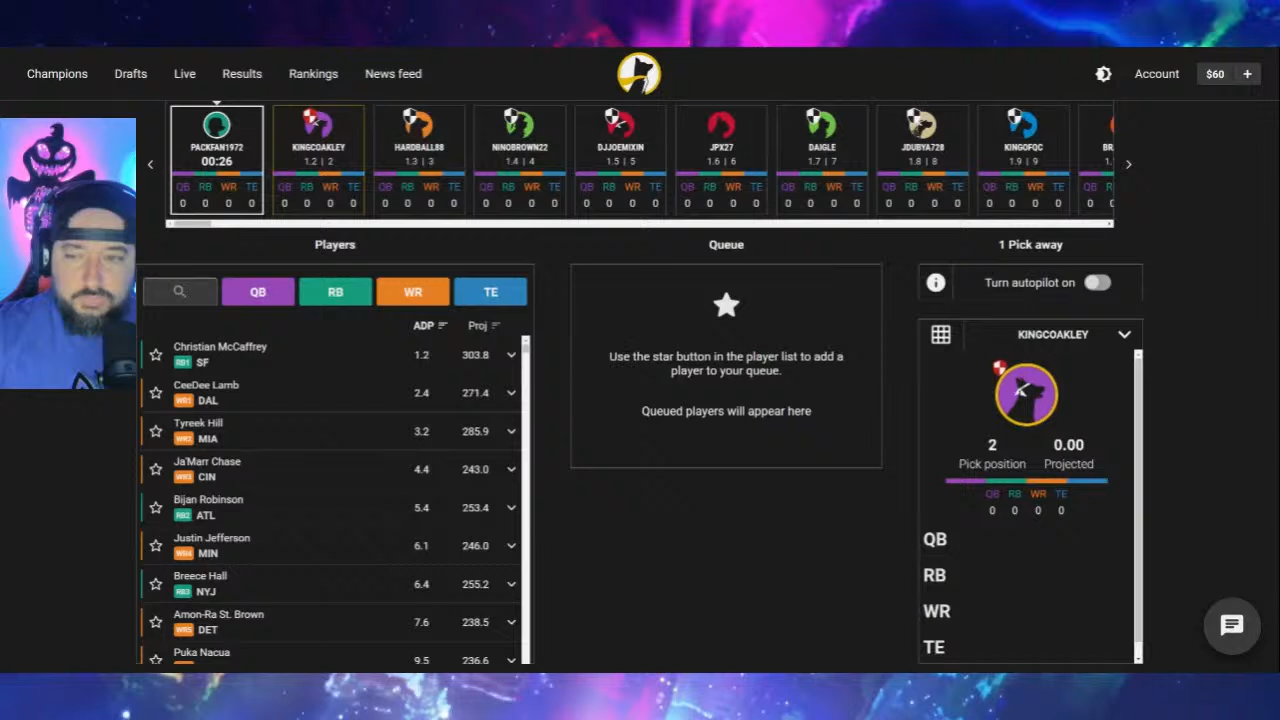 Champions Drafts Live Results Rankings News feed Account $60 +
PACKFAN1972 KINGCOAKLEY HARDBALL88 NINOBROWN22 DJJOEMIXIN JPX27 DAIGLE JDUBYA728 KINGOFQC
00:26 1.2 | 2 1.3 | 3 1.4 | 4 1.5 | 5 1.6 | 6 1.7 | 7 1.8 | 8 1.9 | 9
QB RB WR TE QB RB WR TE QB RB WR TE QB RB WR TE QB RB WR TE QB RB WR TE QB RB WR TE QB RB WR TE QB RB WR TE QB
0 0 0 0 0 0 0 0 0 0 0 0 0 0 0 0 0 0 0 0 0 0 0 0 0 0 0 0 0 0 0 0 0 0 0 0 0
Players Queue 1 Pick away
QB RB WR TE
Turn autopilot on
ADP Proj
Christian McCaffrey
RB1 SF 1.2 303.8
CeeDee Lamb
WR1 DAL 2.4 271.4
Tyreek Hill
WR2 MIA 3.2 285.9
Ja'Marr Chase
WR3 CIN 4.4 243.0
Bijan Robinson
RB2 ATL 5.4 253.4
Justin Jefferson
WR4 MIN 6.1 246.0
Breece Hall
RB3 NYJ 6.4 255.2
Amon-Ra St. Brown
WR5 DET 7.6 238.5
Puka Nacua
9.5 236.6
Use the star button in the player list to add a
player to your queue.
Queued players will appear here
KINGCOAKLEY
2 0.00
Pick position Projected
QB RB WR TE
0 0 0 0
QB
RB
WR
TE